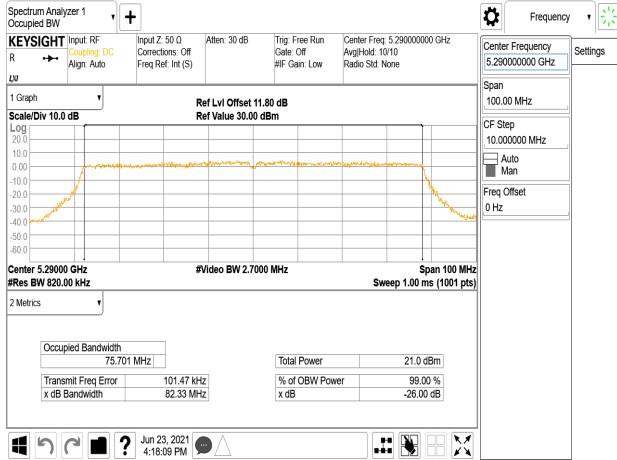 Spectrum Analyzer 1
Occupied BW
Frequency
KEYSIGHT
R
Input: RF
Coupling: DC
Align: Auto
Input Z: 50 Ω
Corrections: Off
Freq Ref: Int (S)
Atten: 30 dB
Trig: Free Run
Gate: Off
#IF Gain: Low
Center Freq: 5.290000000 GHz
Avg|Hold: 10/10
Radio Std: None
Center Frequency
5.290000000 GHz
Settings
Span
100.00 MHz
CF Step
10.000000 MHz
Auto
Man
Freq Offset
0 Hz
1 Graph
Scale/Div 10.0 dB
Ref Lvl Offset 11.80 dB
Ref Value 30.00 dBm
Log
20.0
10.0
0.00
-10.0
-20.0
-30.0
-40.0
-50.0
-60.0
Center 5.29000 GHz
#Video BW 2.7000 MHz
Span 100 MHz
#Res BW 820.00 kHz
Sweep 1.00 ms (1001 pts)
2 Metrics
Occupied Bandwidth
75.701 MHz
Total Power 21.0 dBm
Transmit Freq Error 101.47 kHz
% of OBW Power 99.00 %
x dB Bandwidth 82.33 MHz
x dB -26.00 dB
?
Jun 23, 2021
4:18:09 PM